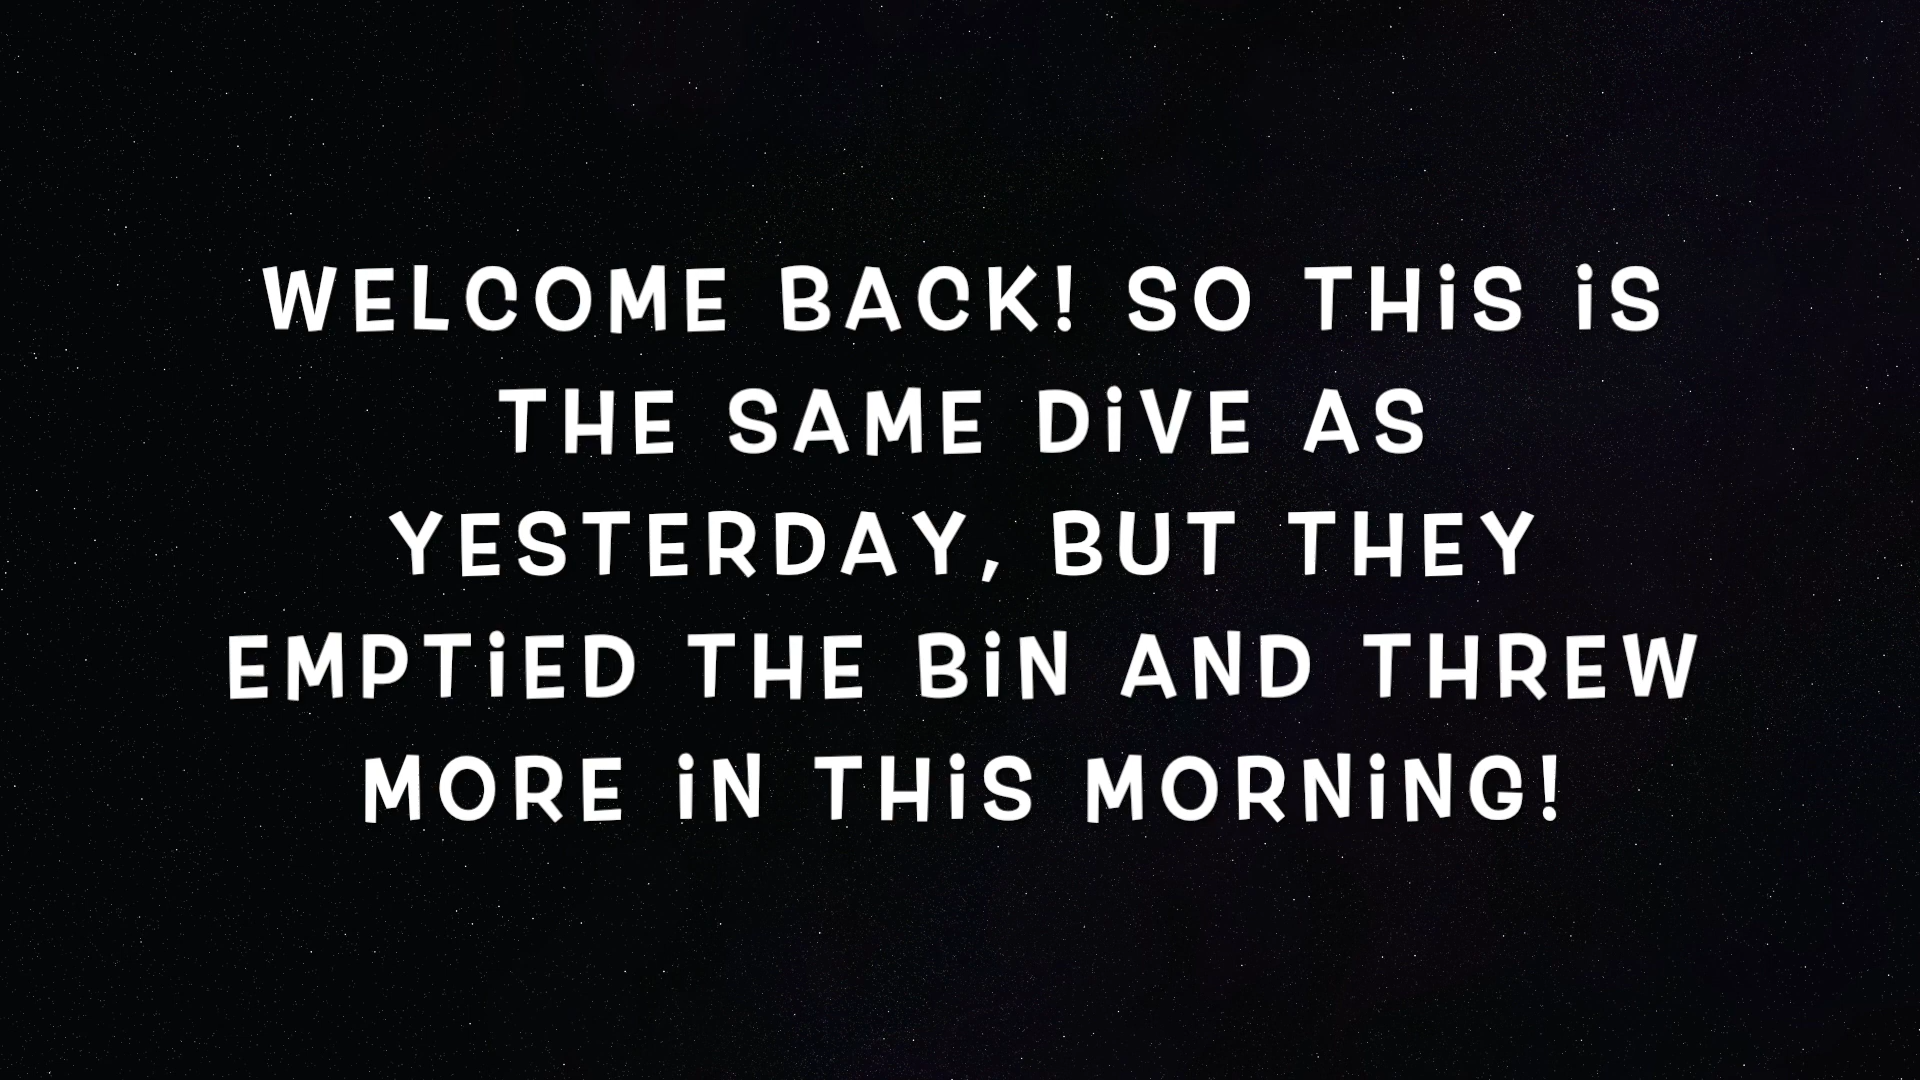 WELCOME BACK! SO THiS iS
THE SAME DiVE AS
YESTERDAY, BUT THEY
EMPTiED THE BiN AND THREW
MORE iN THiS MORNiNG!